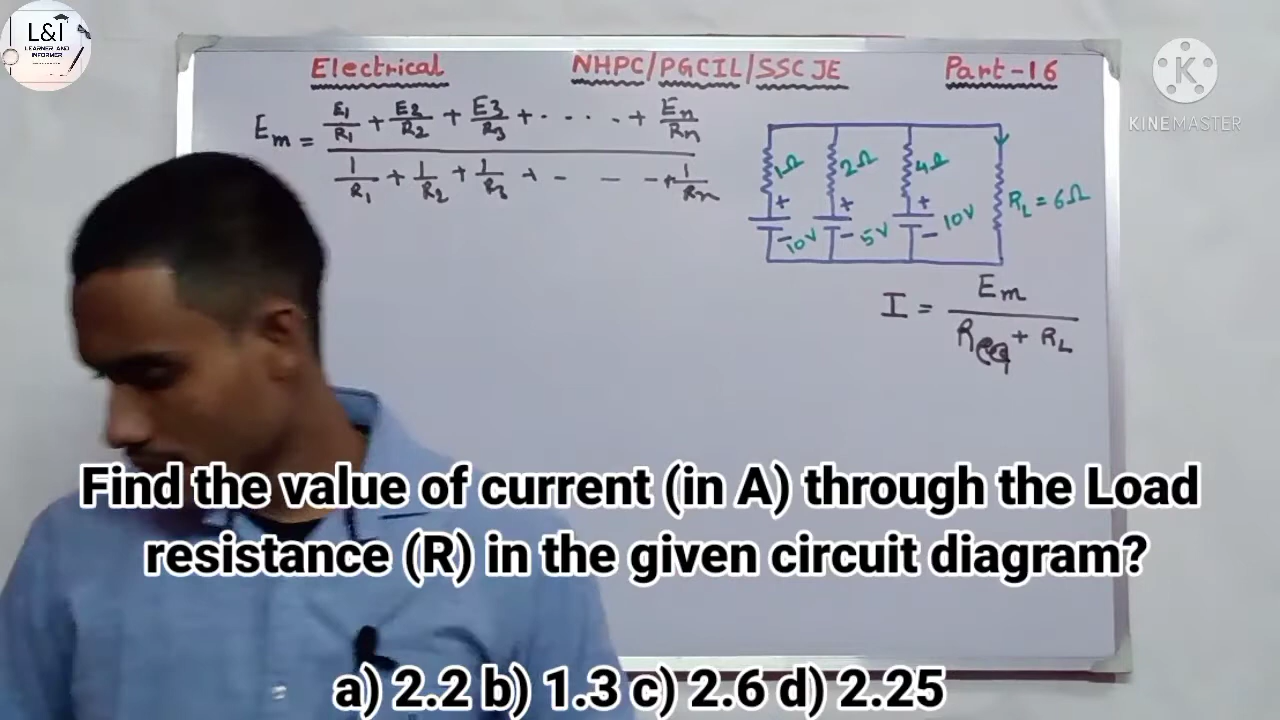 L&I
LEARNER AND
INFORMER
KINEMASTER
Electrical NHPC/PGCIL/SSC JE Part-16
Em = E1/R1 + E2/R2 + E3/R3 + ..... + En/Rn
1/R1 + 1/R2 + 1/R3 + - - - + 1/Rn
1Ω 2Ω 4Ω
+ + +
RL = 6Ω
- 10V - 5V - 10V
I = Em / Req + RL
Find the value of current (in A) through the Load
resistance (R) in the given circuit diagram?
a) 2.2 b) 1.3 c) 2.6 d) 2.25